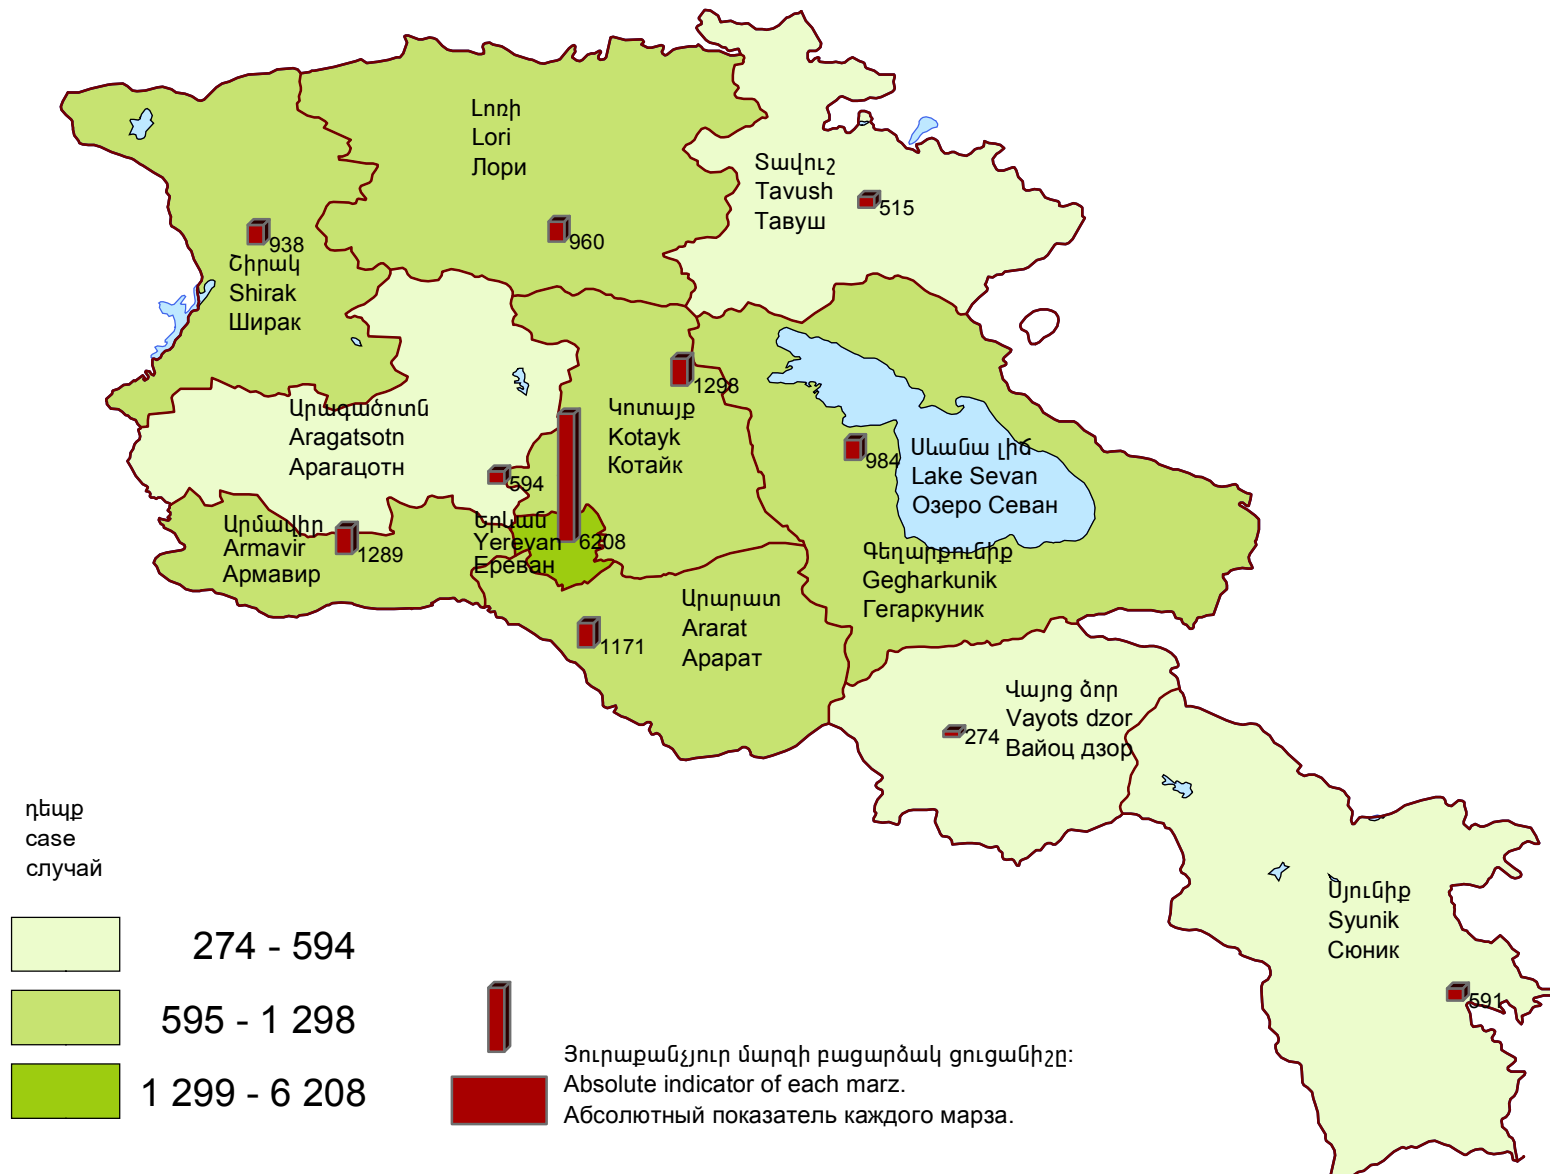 Լոռի
Lori
Лори
960
Տավուշ
Tavush
Тавуш
515
938
Շիրակ
Shirak
Ширак
1298
Կոտայք
Kotayk
Котайк
Արագածոտն
Aragatsotn
Арагацотн
594
984
Սևանա լիճ
Lake Sevan
Озеро Севан
Արմավիր
Armavir
Армавир
1289
Երևան
Yerevan
Ереван
6208
Գեղարքունիք
Gegharkunik
Гегаркуник
Արարատ
Ararat
Арарат
1171
Վայոց ձոր
Vayots dzor
Вайоц дзор
274
Սյունիք
Syunik
Сюник
591
դեպք
case
случай
274 - 594
595 - 1 298
1 299 - 6 208
Յուրաքանչյուր մարզի բացարձակ ցուցանիշը:
Absolute indicator of each marz.
Абсолютный показатель каждого марза.